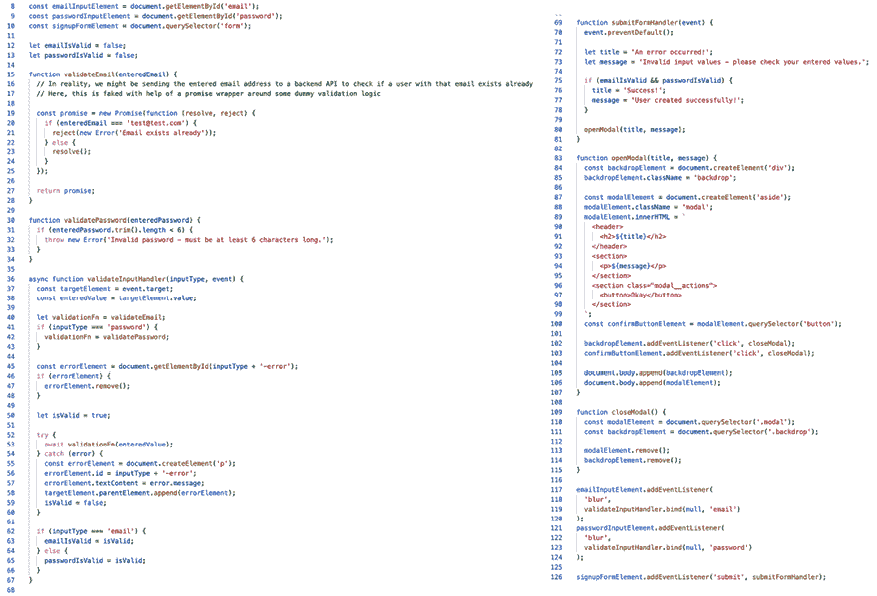 8 const emailInputElement = document.getElementById('email');
9 const passwordInputElement = document.getElementById('password');
10 const signupFormElement = document.querySelector('form');
11
12 let emailIsValid = false;
13 let passwordIsValid = false;
14
15 function validateEmail(enteredEmail) {
16 // In reality, we might be sending the entered email address to a backend API to check if a user with that email exists already
17 // Here, this is faked with help of a promise wrapper around some dummy validation logic
18
19 const promise = new Promise(function (resolve, reject) {
20 if (enteredEmail === 'test@test.com') {
21 reject(new Error('Email exists already'));
22 } else {
23 resolve();
24 }
25 });
26
27 return promise;
28 }
29
30 function validatePassword(enteredPassword) {
31 if (enteredPassword.trim().length < 6) {
32 throw new Error('Invalid password - must be at least 6 characters long.');
33 }
34 }
35
36 async function validateInputHandler(inputType, event) {
37 const targetElement = event.target;
38 const enteredValue = targetElement.value;
39
40 let validationFn = validateEmail;
41 if (inputType === 'password') {
42 validationFn = validatePassword;
43 }
44
45 const errorElement = document.getElementById(inputType + '-error');
46 if (errorElement) {
47 errorElement.remove();
48 }
49
50 let isValid = true;
51
52 try {
53 await validationFn(enteredValue);
54 } catch (error) {
55 const errorElement = document.createElement('p');
56 errorElement.id = inputType + '-error';
57 errorElement.textContent = error.message;
58 targetElement.parentElement.append(errorElement);
59 isValid = false;
60 }
61
62 if (inputType === 'email') {
63 emailIsValid = isValid;
64 } else {
65 passwordIsValid = isValid;
66 }
67 }
68
69 function submitFormHandler(event) {
70 event.preventDefault();
71
72 let title = 'An error occurred!';
73 let message = 'Invalid input values - please check your entered values.';
74
75 if (emailIsValid && passwordIsValid) {
76 title = 'Success!';
77 message = 'User created successfully!';
78 }
79
80 openModal(title, message);
81 }
82
83 function openModal(title, message) {
84 const backdropElement = document.createElement('div');
85 backdropElement.className = 'backdrop';
86
87 const modalElement = document.createElement('aside');
88 modalElement.className = 'modal';
89 modalElement.innerHTML = `
90 <header>
91 <h2>${title}</h2>
92 </header>
93 <section>
94 <p>${message}</p>
95 </section>
96 <section class="modal__actions">
97 <button>Okay</button>
98 </section>
99 `;
100 const confirmButtonElement = modalElement.querySelector('button');
101
102 backdropElement.addEventListener('click', closeModal);
103 confirmButtonElement.addEventListener('click', closeModal);
104
105 document.body.append(backdropElement);
106 document.body.append(modalElement);
107 }
108
109 function closeModal() {
110 const modalElement = document.querySelector('.modal');
111 const backdropElement = document.querySelector('.backdrop');
112
113 modalElement.remove();
114 backdropElement.remove();
115 }
116
117 emailInputElement.addEventListener(
118 'blur',
119 validateInputHandler.bind(null, 'email')
120 );
121 passwordInputElement.addEventListener(
122 'blur',
123 validateInputHandler.bind(null, 'password')
124 );
125
126 signupFormElement.addEventListener('submit', submitFormHandler);